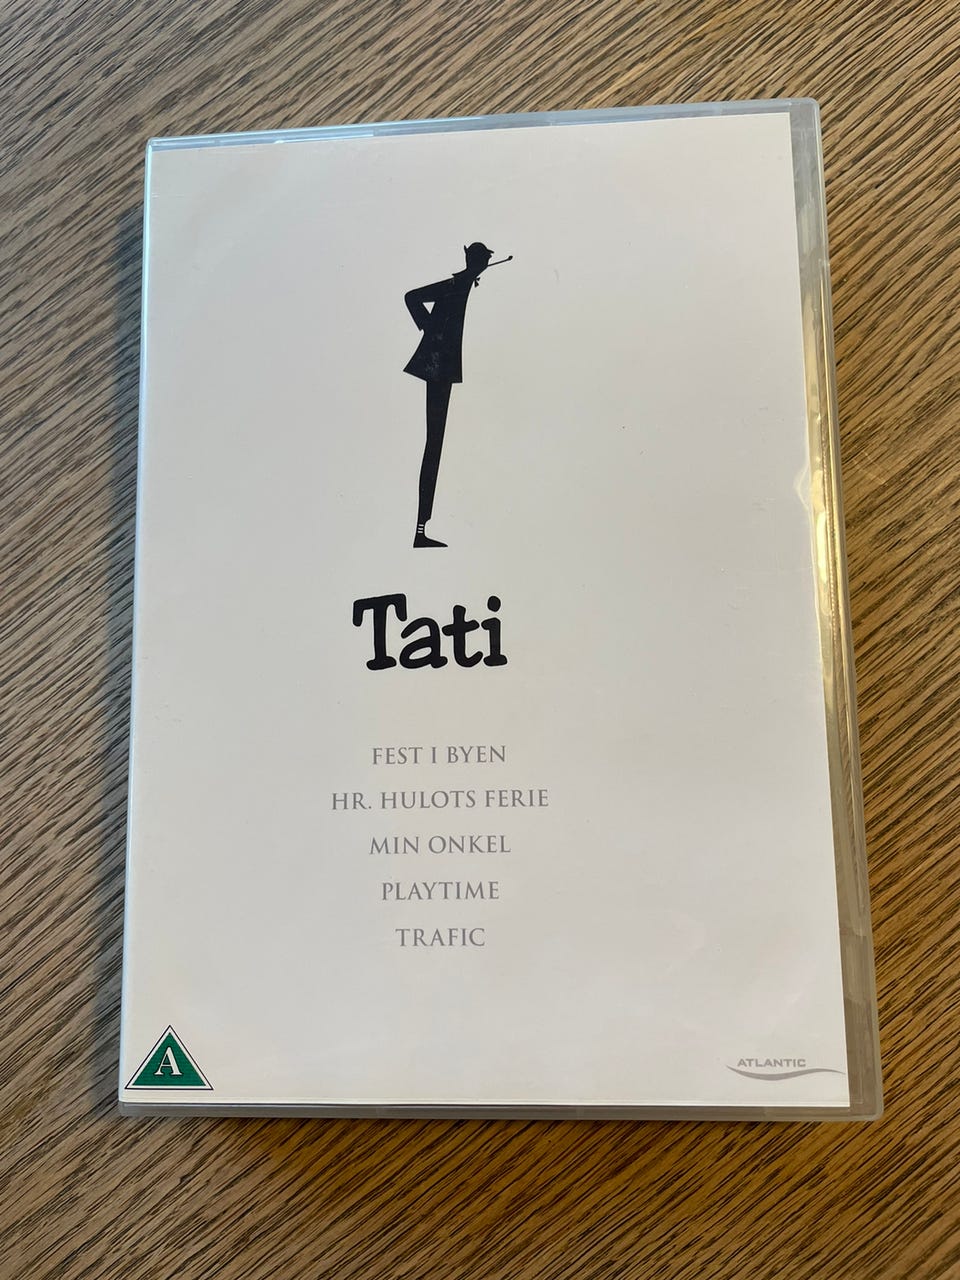 Tati
FEST I BYEN
HR. HULOTS FERIE
MIN ONKEL
PLAYTIME
TRAFIC
A
ATLANTIC